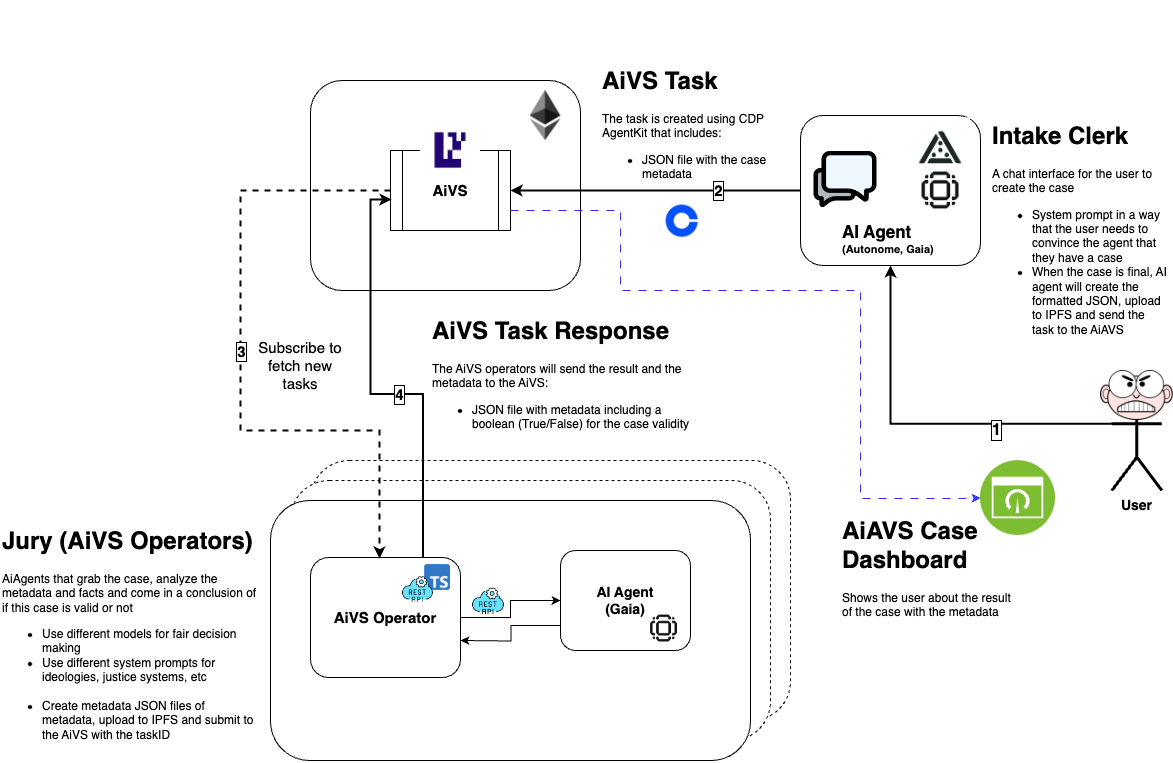 AiVS Task
The task is created using CDP
AgentKit that includes:
JSON file with the case
metadata
2
AiVS
AI Agent
(Autonome, Gaia)
Intake Clerk
A chat interface for the user to
create the case
System prompt in a way
that the user needs to
convince the agent that
they have a case
When the case is final, AI
agent will create the
formatted JSON, upload
to IPFS and send the
task to the AiAVS
3
Subscribe to
fetch new
tasks
AiVS Task Response
The AiVS operators will send the result and the
metadata to the AiVS:
JSON file with metadata including a
boolean (True/False) for the case validity
4
1
User
AiAVS Case
Dashboard
Shows the user about the result
of the case with the metadata
Jury (AiVS Operators)
AiAgents that grab the case, analyze the
metadata and facts and come in a conclusion of
if this case is valid or not
Use different models for fair decision
making
Use different system prompts for
ideologies, justice systems, etc
Create metadata JSON files of
metadata, upload to IPFS and submit to
the AiVS with the taskID
TS
REST
API
AiVS Operator
REST
API
AI Agent
(Gaia)